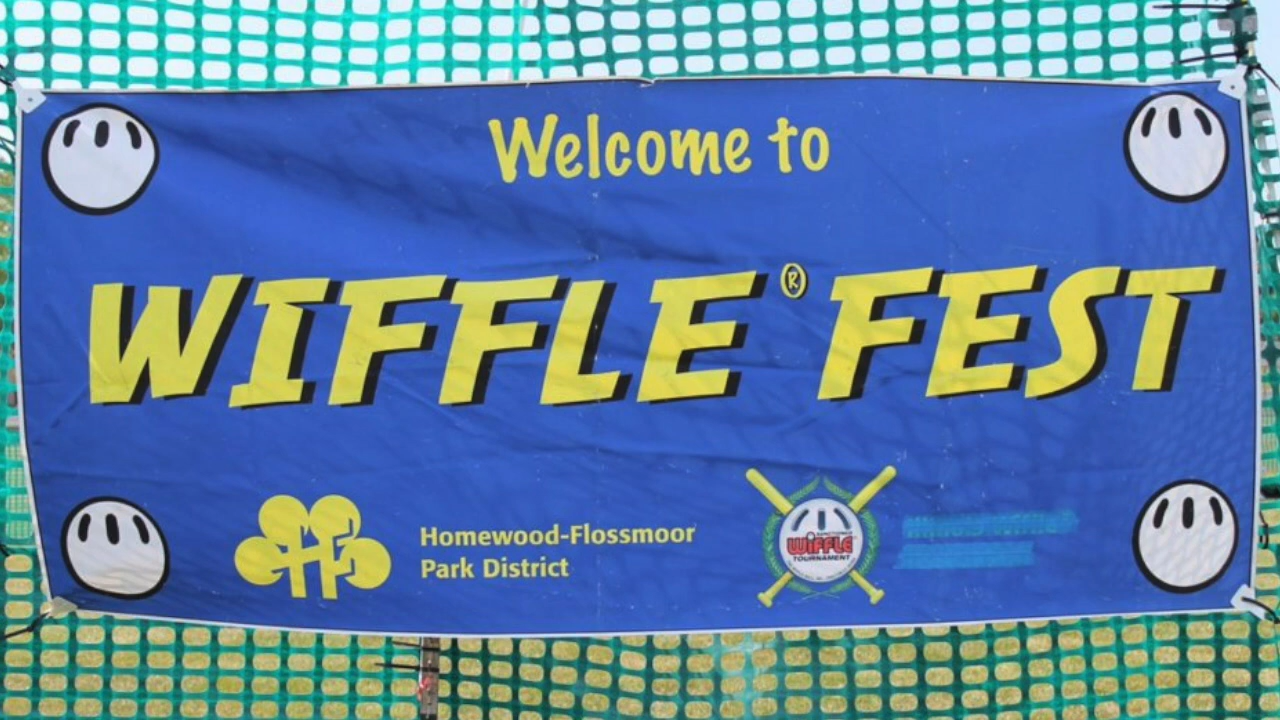 Welcome to
WIFFLE® FEST
Homewood-Flossmoor
Park District
WIFFLE
TOURNAMENT